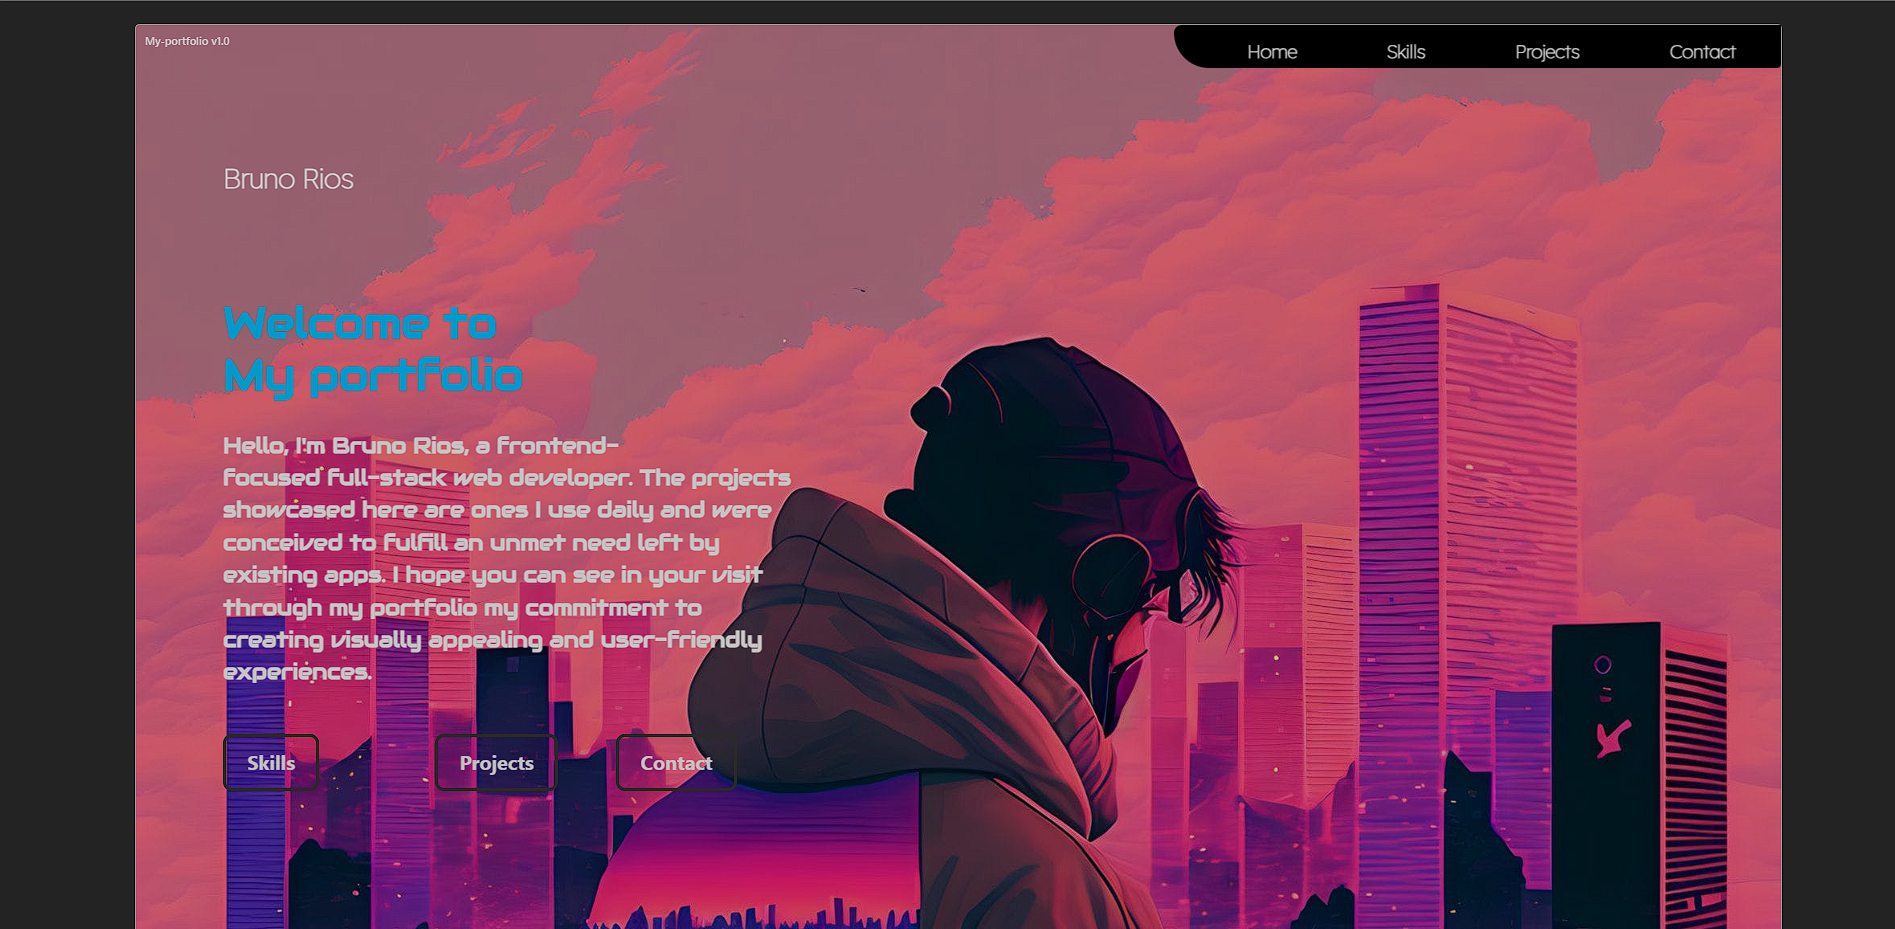 My-portfolio v1.0
Home Skills Projects Contact
Bruno Rios
Welcome to
My portfolio
Hello, I'm Bruno Rios, a frontend-
focused full-stack web developer. The projects
showcased here are ones I use daily and were
conceived to fulfill an unmet need left by
existing apps. I hope you can see in your visit
through my portfolio my commitment to
creating visually appealing and user-friendly
experiences.
Skills Projects Contact